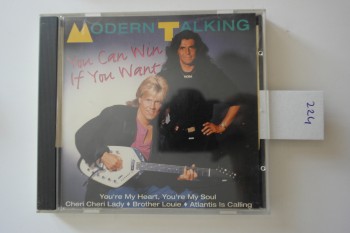 MODERN TALKING
You Can Win
If You Want
224
You're My Heart, You're My Soul
Cheri Cheri Lady ♦ Brother Louie ♦ Atlantis Is Calling